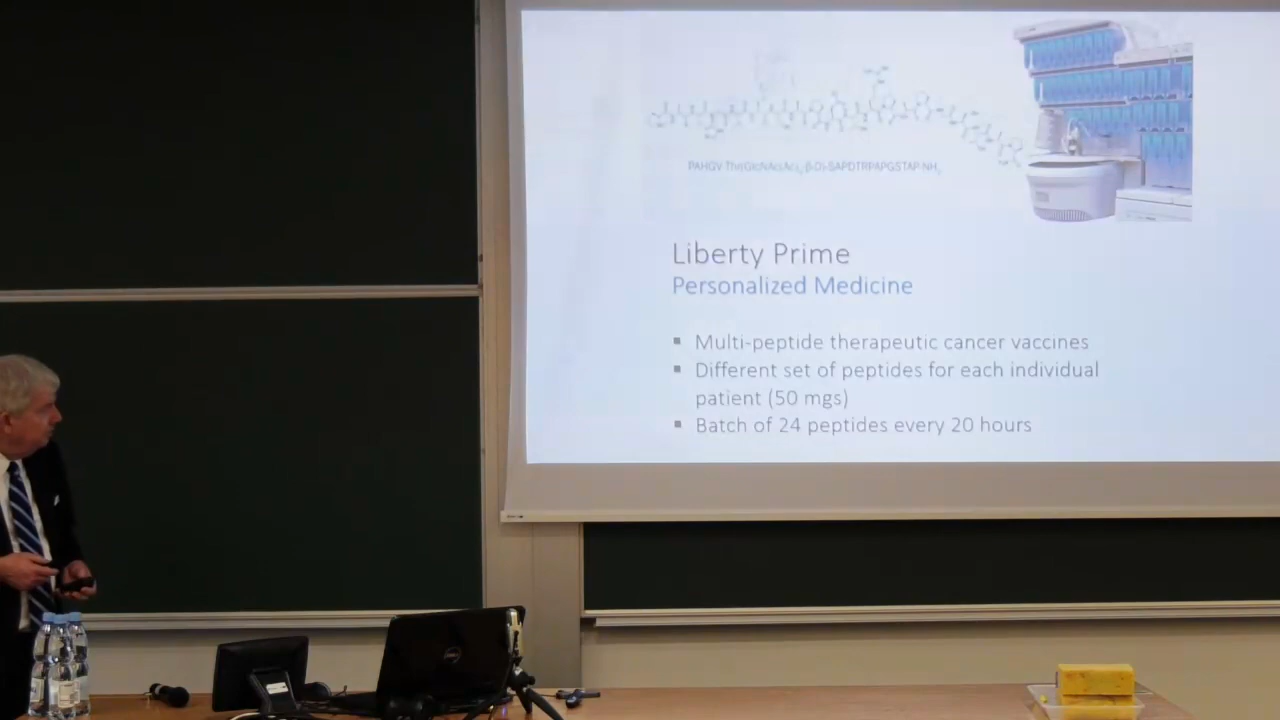 Liberty Prime
Personalized Medicine
▪ Multi-peptide therapeutic cancer vaccines
▪ Different set of peptides for each individual
patient (50 mgs)
▪ Batch of 24 peptides every 20 hours